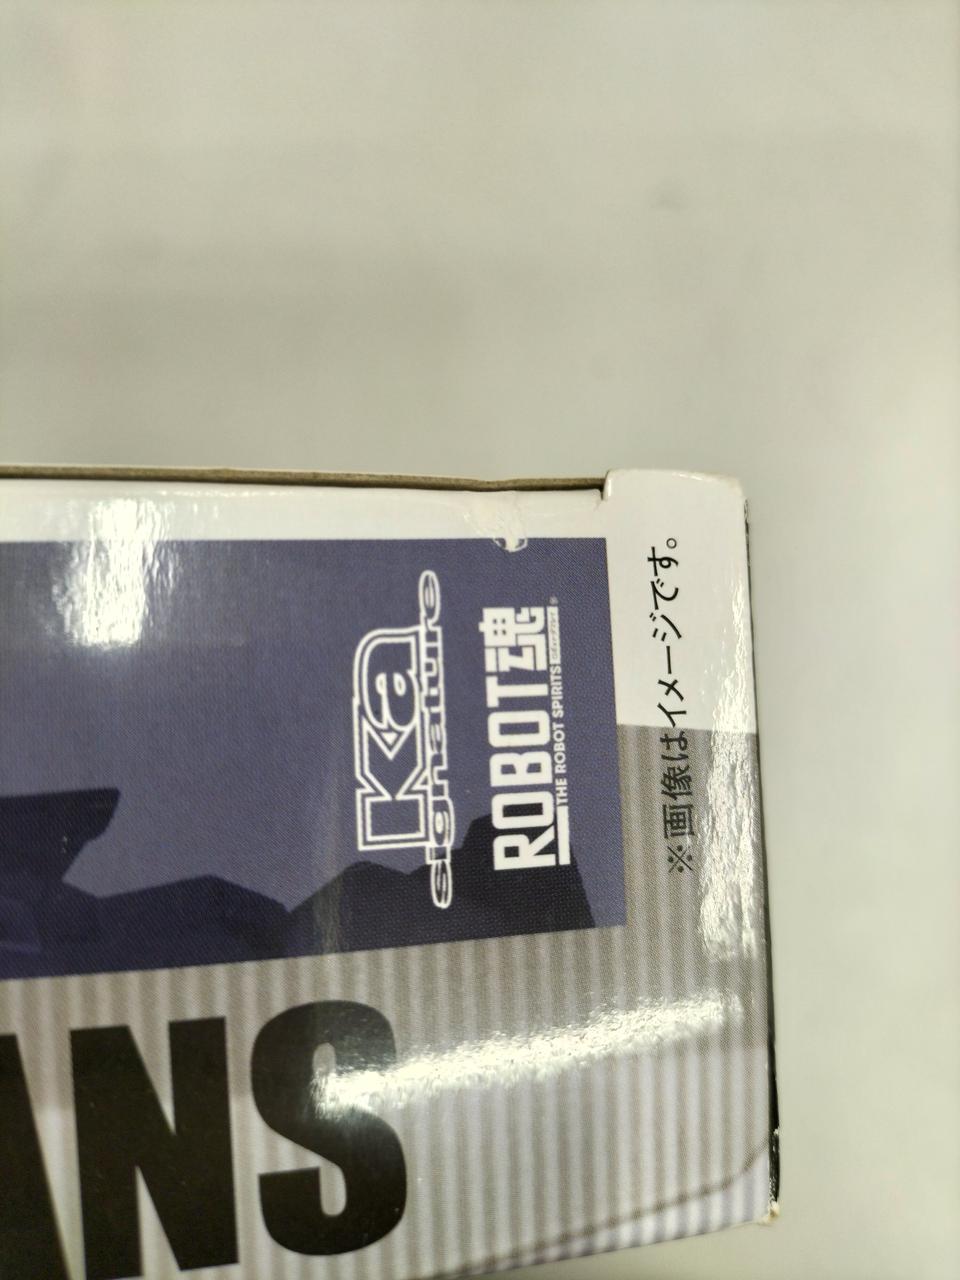 Ka
signature
ROBOT魂
THE ROBOT SPIRITS
※画像はイメージです。
ANS